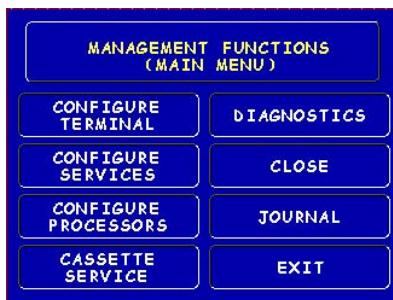 MANAGEMENT FUNCTIONS
(MAIN MENU)
CONFIGURE
TERMINAL
DIAGNOSTICS
CONFIGURE
SERVICES
CLOSE
CONFIGURE
PROCESSORS
JOURNAL
CASSETTE
SERVICE
EXIT